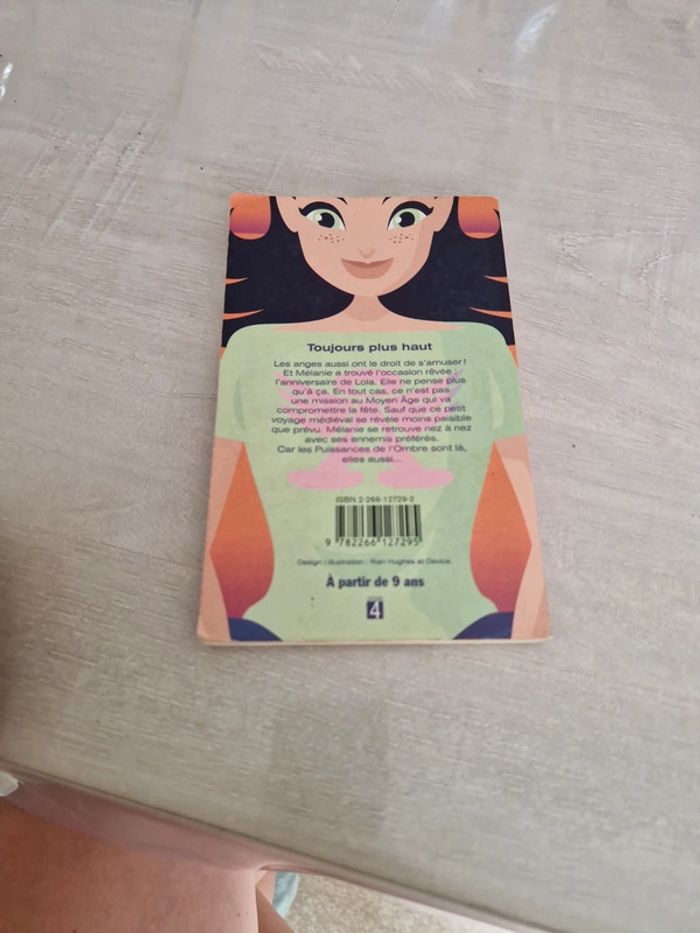 Toujours plus haut
Les anges aussi ont le droit de s'amuser !
Et Mélanie a trouvé l'occasion rêvée :
l'anniversaire de Lola. Elle ne pense plus
qu'à ça. En tout cas, ce n'est pas
une mission au Moyen Âge qui va
compromettre la fête. Sauf que ce petit
voyage médiéval se révèle moins paisible
que prévu. Mélanie se retrouve nez à nez
avec ses ennemis préférés.
Car les Puissances de l'Ombre sont là,
elles aussi...
ISBN 2-266-12729-2
9 782266 127295
Design | illustration : Rian Hughes at Device.
À partir de 9 ans
4